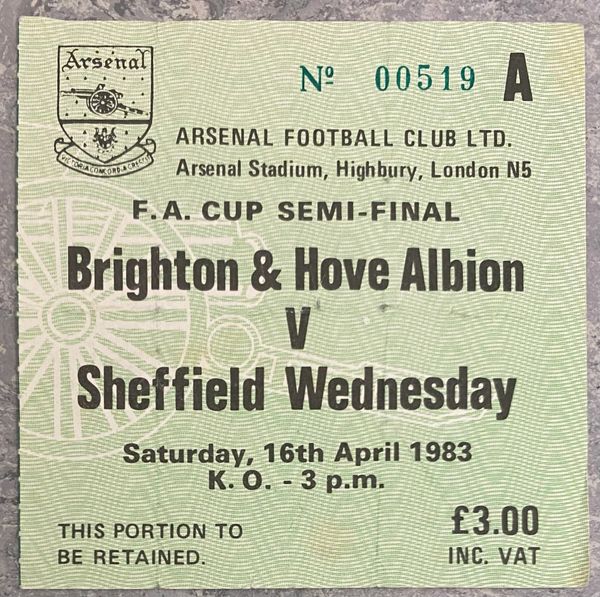 Arsenal
VICTORIA CONCORDIA CRESCIT
Nº 00519 A
ARSENAL FOOTBALL CLUB LTD.
Arsenal Stadium, Highbury, London N5
F.A. CUP SEMI-FINAL
Brighton & Hove Albion
V
Sheffield Wednesday
Saturday, 16th April 1983
K. O. - 3 p.m.
THIS PORTION TO
BE RETAINED.
£3.00
INC. VAT